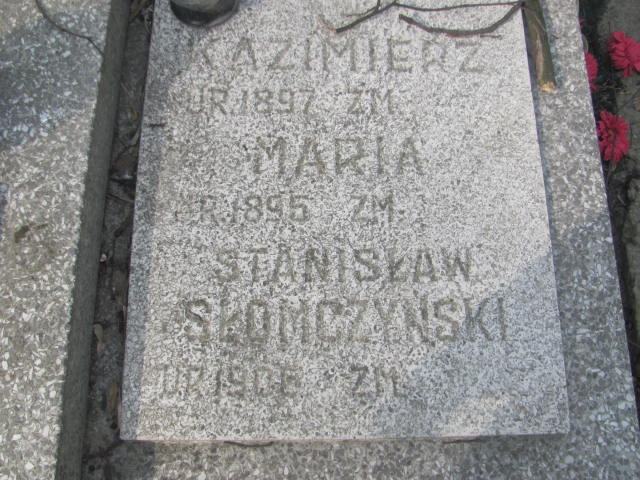 KAZIMIERZ
UR.1897 ZM.
MARIA
UR.1895 ZM.
STANISŁAW
SŁOMCZYŃSKI
UR.1906 ZM.